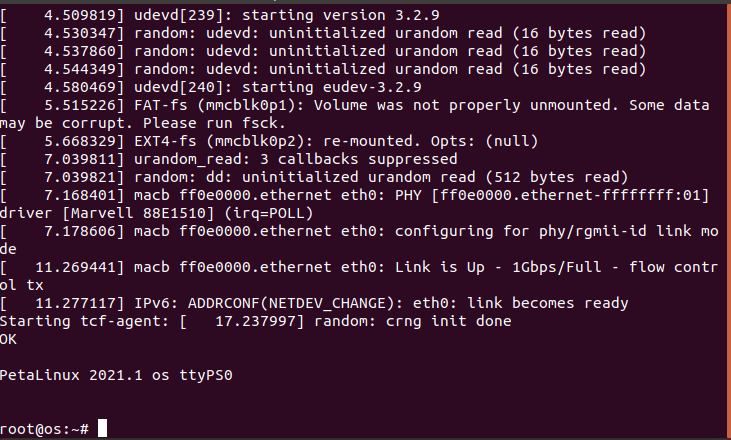 [    4.509819] udevd[239]: starting version 3.2.9
[    4.530347] random: udevd: uninitialized urandom read (16 bytes read)
[    4.537860] random: udevd: uninitialized urandom read (16 bytes read)
[    4.544349] random: udevd: uninitialized urandom read (16 bytes read)
[    4.580469] udevd[240]: starting eudev-3.2.9
[    5.515226] FAT-fs (mmcblk0p1): Volume was not properly unmounted. Some data
may be corrupt. Please run fsck.
[    5.668329] EXT4-fs (mmcblk0p2): re-mounted. Opts: (null)
[    7.039811] urandom_read: 3 callbacks suppressed
[    7.039821] random: dd: uninitialized urandom read (512 bytes read)
[    7.168401] macb ff0e0000.ethernet eth0: PHY [ff0e0000.ethernet-ffffffff:01]
driver [Marvell 88E1510] (irq=POLL)
[    7.178606] macb ff0e0000.ethernet eth0: configuring for phy/rgmii-id link mo
de
[   11.269441] macb ff0e0000.ethernet eth0: Link is Up - 1Gbps/Full - flow contr
ol tx
[   11.277117] IPv6: ADDRCONF(NETDEV_CHANGE): eth0: link becomes ready
Starting tcf-agent: [   17.237997] random: crng init done
OK
PetaLinux 2021.1 os ttyPS0
root@os:~#